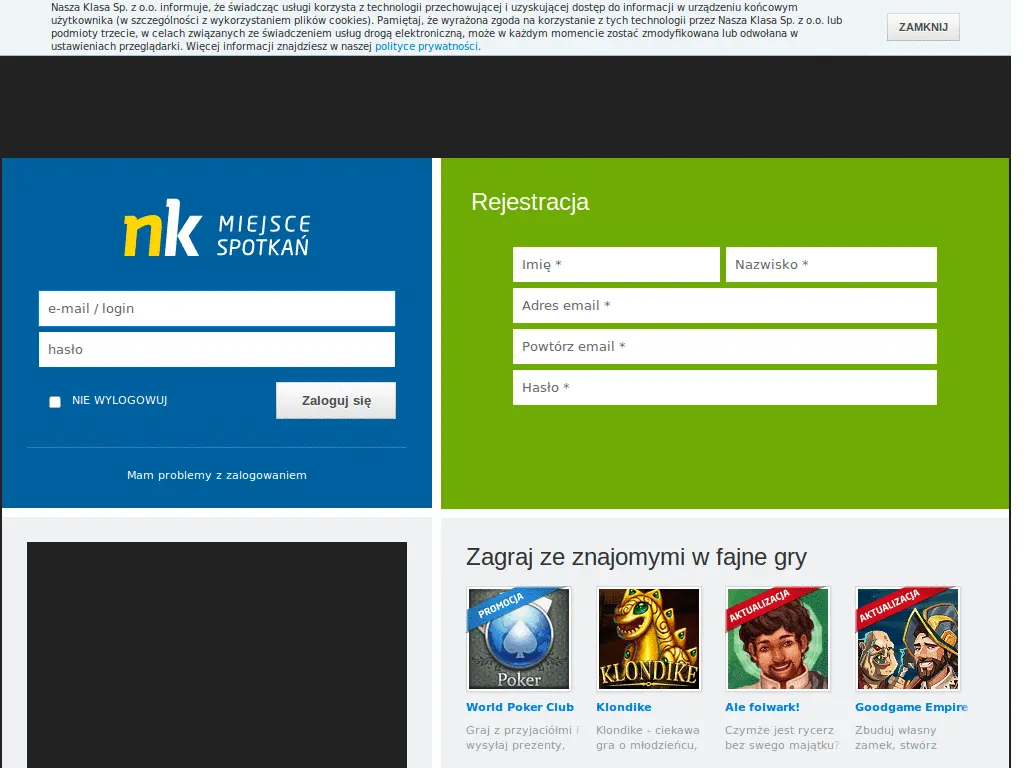 Nasza Klasa Sp. z o.o. informuje, że świadcząc usługi korzysta z technologii przechowującej i uzyskującej dostęp do informacji w urządzeniu końcowym
użytkownika (w szczególności z wykorzystaniem plików cookies). Pamiętaj, że wyrażona zgoda na korzystanie z tych technologii przez Nasza Klasa Sp. z o.o. lub
podmioty trzecie, w celach związanych ze świadczeniem usług drogą elektroniczną, może w każdym momencie zostać zmodyfikowana lub odwołana w
ustawieniach przeglądarki. Więcej informacji znajdziesz w naszej polityce prywatności.
ZAMKNIJ
nk MIEJSCE
SPOTKAŃ
e-mail / login
hasło
NIE WYLOGOWUJ
Zaloguj się
Mam problemy z zalogowaniem
Rejestracja
Imię *
Nazwisko *
Adres email *
Powtórz email *
Hasło *
Zagraj ze znajomymi w fajne gry
PROMOCJA
Poker
World Poker Club
Graj z przyjaciółmi i
wysyłaj prezenty,
KLONDIKE
Klondike
Klondike - ciekawa
gra o młodzieńcu,
AKTUALIZACJA
Ale folwark!
Czymże jest rycerz
bez swego majątku?
AKTUALIZACJA
Goodgame Empire
Zbuduj własny
zamek, stwórz